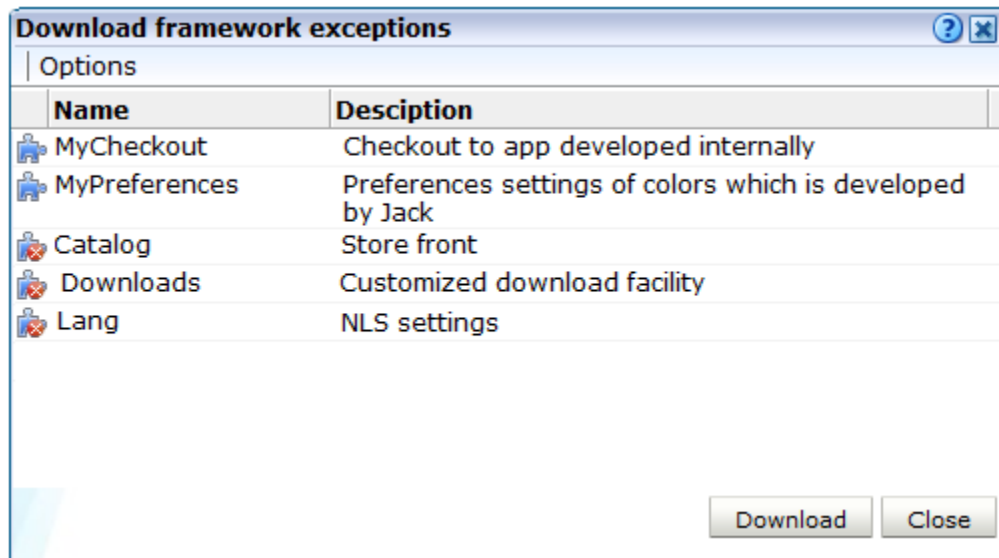 Download framework exceptions
?
Options
Name Desciption
MyCheckout Checkout to app developed internally
MyPreferences Preferences settings of colors which is developed
by Jack
Catalog Store front
Downloads Customized download facility
Lang NLS settings
Download Close